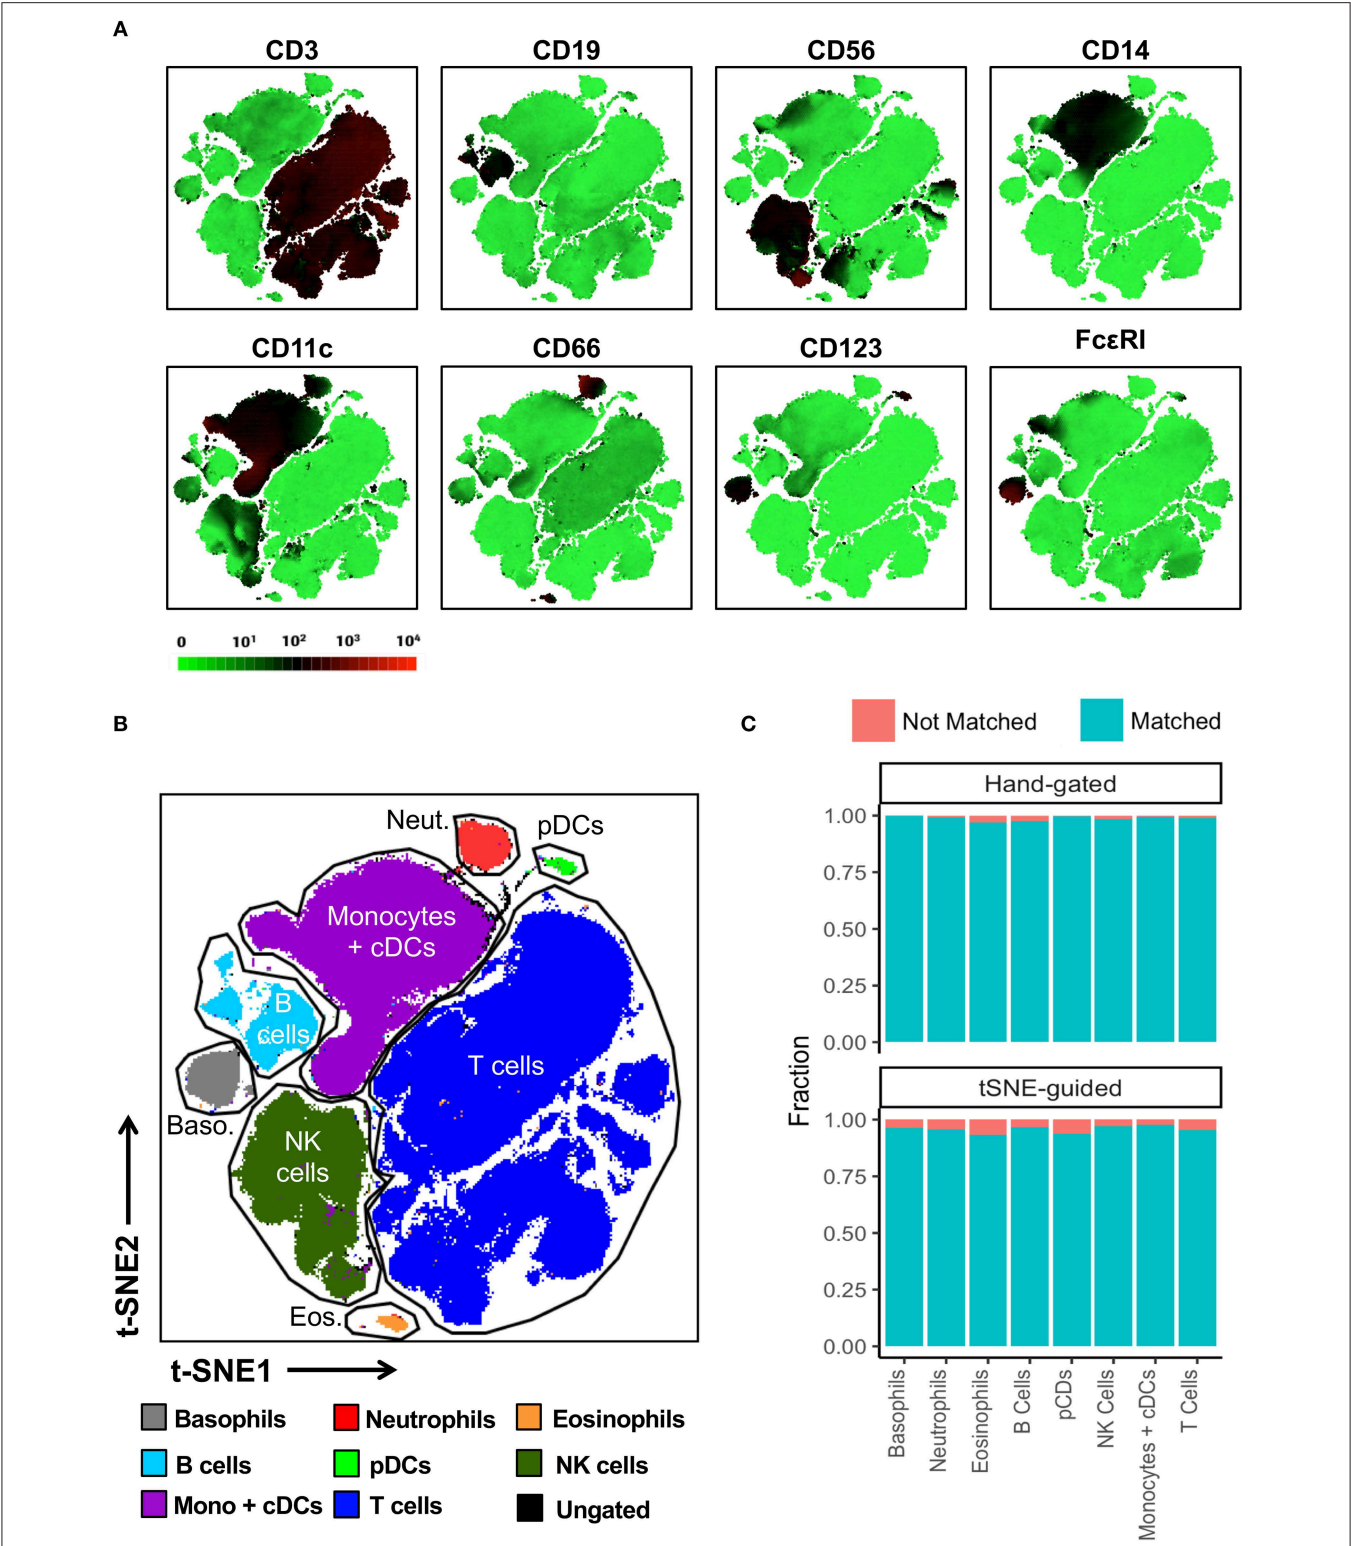 A
CD3
CD19
CD56
CD14
CD11c
CD66
CD123
FcεRI
0 10¹ 10² 10³ 10⁴
B
C
Not Matched
Matched
Neut.
pDCs
Monocytes
+ cDCs
B
cells
T cells
Baso.
NK
cells
Eos.
t-SNE2
t-SNE1
Basophils
Neutrophils
Eosinophils
B cells
pDCs
NK cells
Mono + cDCs
T cells
Ungated
Hand-gated
1.00
0.75
0.50
0.25
0.00
Fraction
tSNE-guided
1.00
0.75
0.50
0.25
0.00
Basophils
Neutrophils
Eosinophils
B Cells
pCDs
NK Cells
Monocytes + cDCs
T Cells